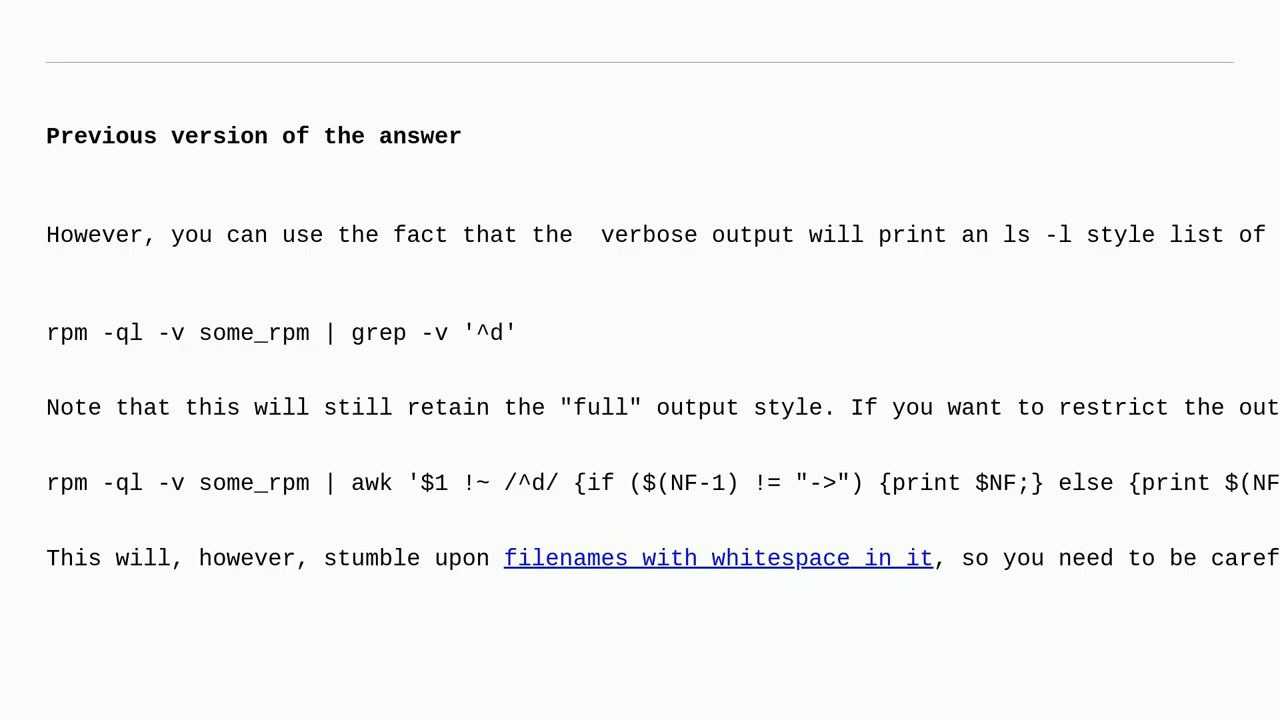 Previous version of the answer
However, you can use the fact that the  verbose output will print an ls -l style list of
rpm -ql -v some_rpm | grep -v '^d'
Note that this will still retain the "full" output style. If you want to restrict the out
rpm -ql -v some_rpm | awk '$1 !~ /^d/ {if ($(NF-1) != "->") {print $NF;} else {print $(NF
This will, however, stumble upon filenames with whitespace in it, so you need to be caref